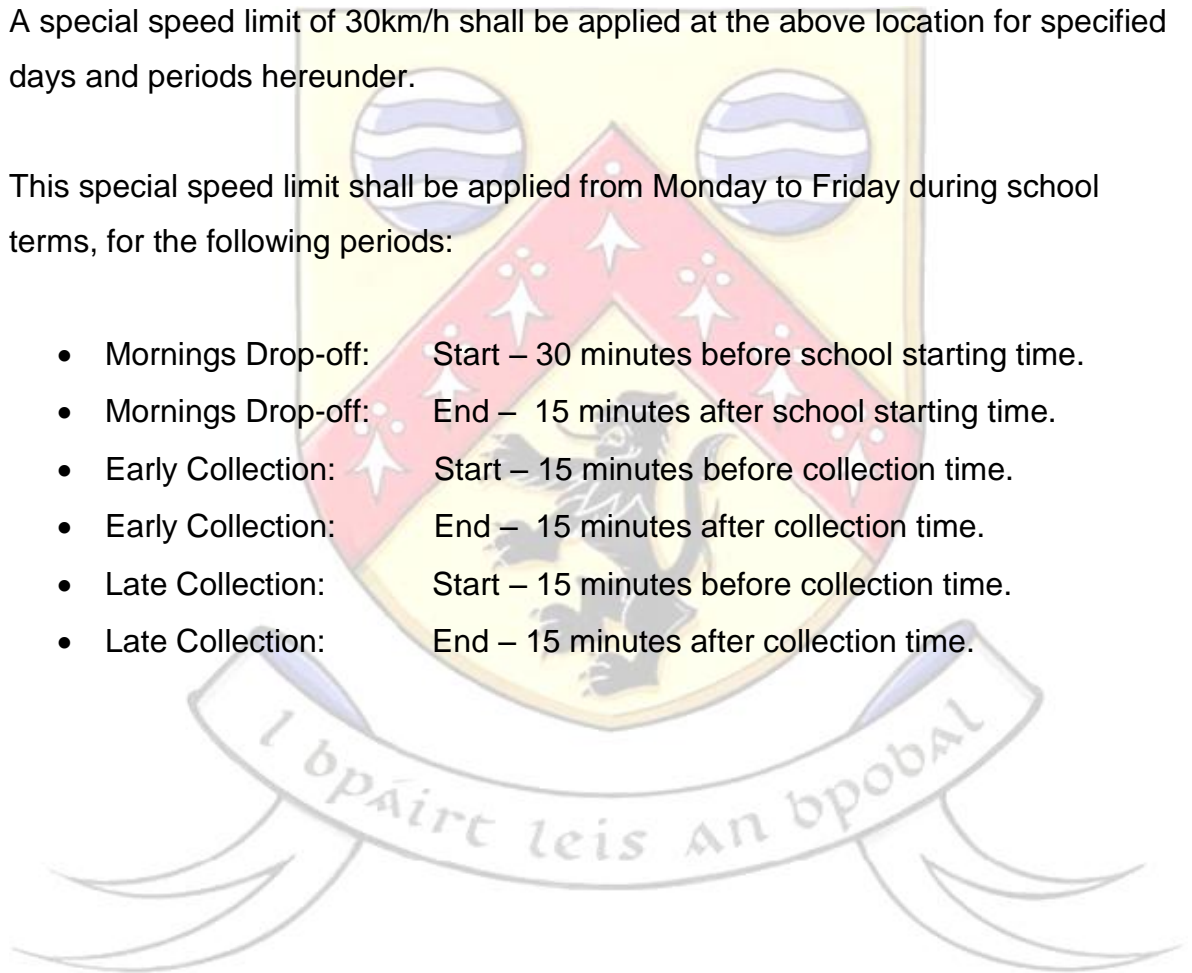 A special speed limit of 30km/h shall be applied at the above location for specified
days and periods hereunder.
This special speed limit shall be applied from Monday to Friday during school
terms, for the following periods:
• Mornings Drop-off: Start – 30 minutes before school starting time.
• Mornings Drop-off: End – 15 minutes after school starting time.
• Early Collection: Start – 15 minutes before collection time.
• Early Collection: End – 15 minutes after collection time.
• Late Collection: Start – 15 minutes before collection time.
• Late Collection: End – 15 minutes after collection time.
I bpáirt leis an bpobal